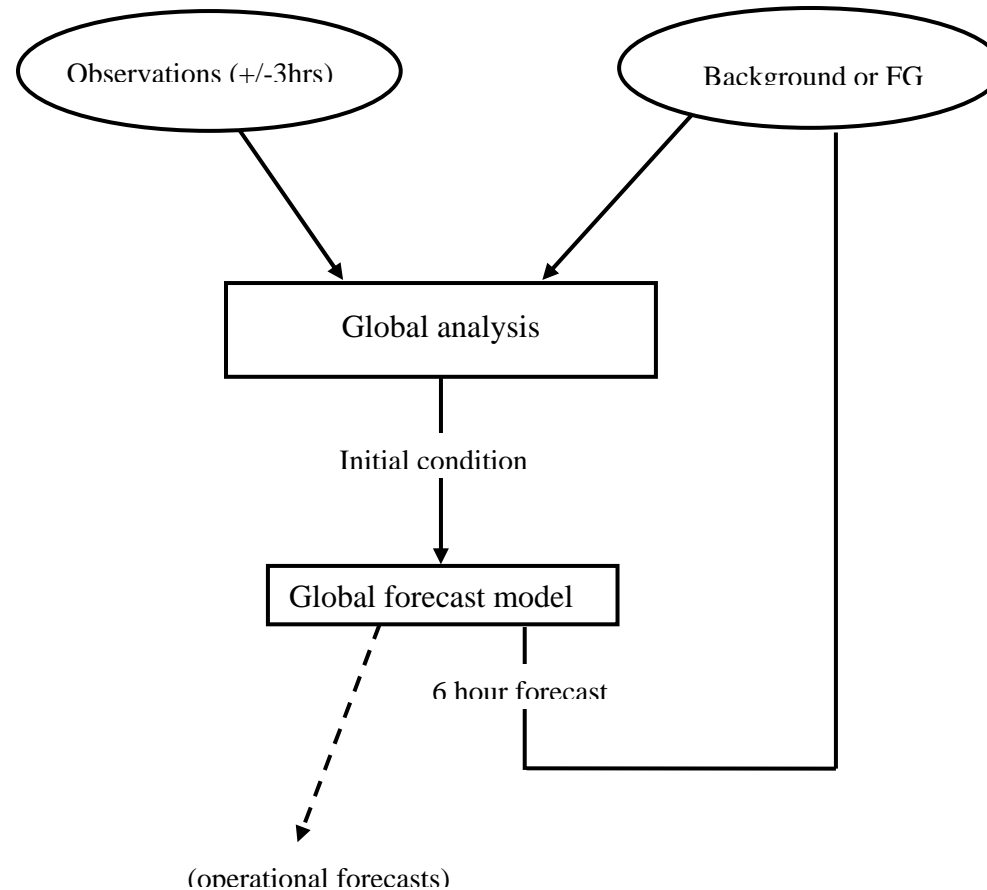 Observations (+/-3hrs)
Background or FG
Global analysis
Initial condition
Global forecast model
6 hour forecast
(operational forecasts)